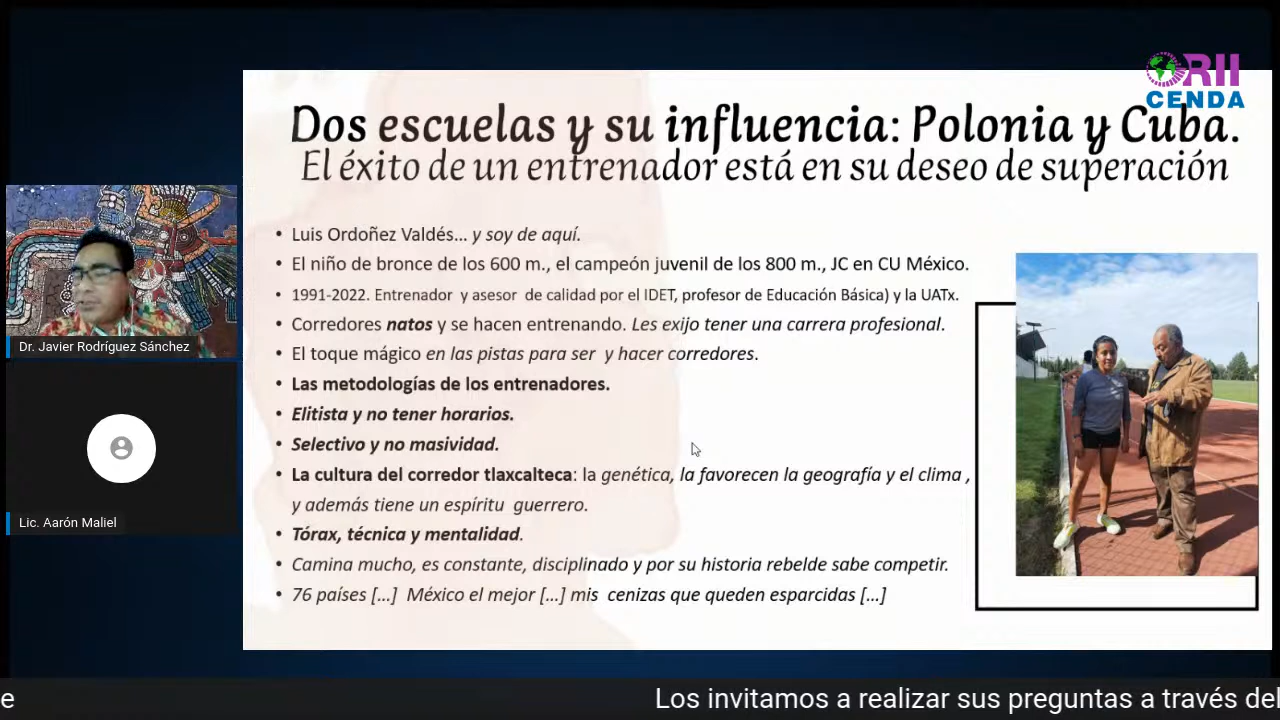 ORII
CENDA
Dos escuelas y su influencia: Polonia y Cuba.
El éxito de un entrenador está en su deseo de superación
• Luis Ordoñez Valdés... y soy de aquí.
• El niño de bronce de los 600 m., el campeón juvenil de los 800 m., JC en CU México.
• 1991-2022. Entrenador y asesor de calidad por el IDET, profesor de Educación Básica) y la UATx.
• Corredores natos y se hacen entrenando. Les exijo tener una carrera profesional.
• El toque mágico en las pistas para ser y hacer corredores.
• Las metodologías de los entrenadores.
• Elitista y no tener horarios.
• Selectivo y no masividad.
• La cultura del corredor tlaxcalteca: la genética, la favorecen la geografía y el clima ,
y además tiene un espíritu guerrero.
• Tórax, técnica y mentalidad.
• Camina mucho, es constante, disciplinado y por su historia rebelde sabe competir.
• 76 países [...] México el mejor [...] mis cenizas que queden esparcidas [...]
Dr. Javier Rodríguez Sánchez
Lic. Aarón Maliel
e
Los invitamos a realizar sus preguntas a través del